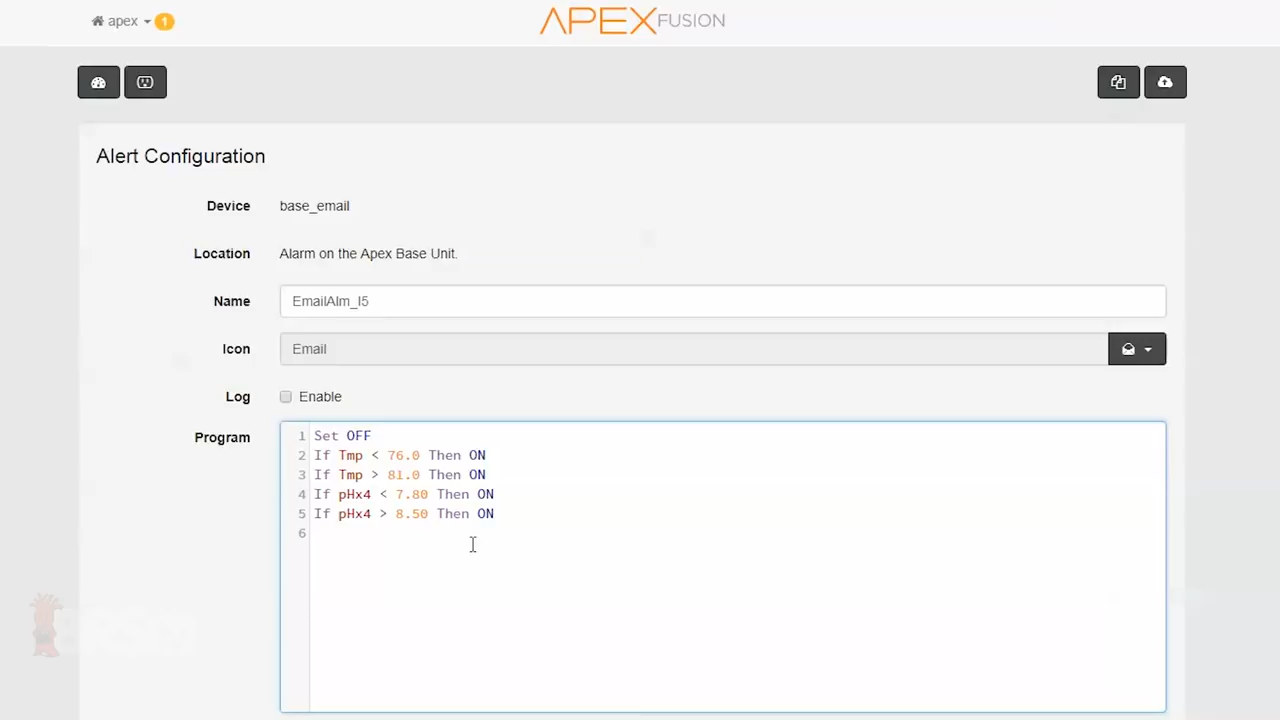 apex 1
APEX FUSION
Alert Configuration
Device base_email
Location Alarm on the Apex Base Unit.
Name EmailAlm_I5
Icon Email
Log Enable
Program
1 Set OFF
2 If Tmp < 76.0 Then ON
3 If Tmp > 81.0 Then ON
4 If pHx4 < 7.80 Then ON
5 If pHx4 > 8.50 Then ON
6